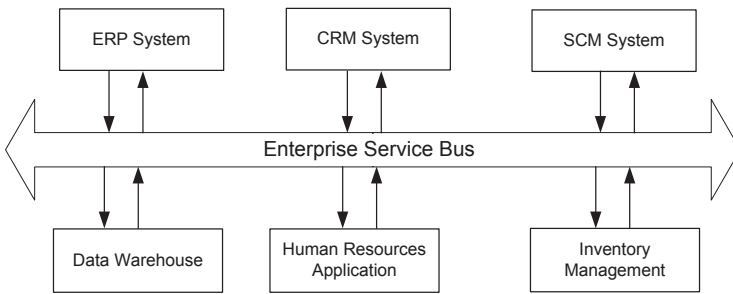 ERP System
CRM System
SCM System
Enterprise Service Bus
Data Warehouse
Human Resources
Application
Inventory
Management